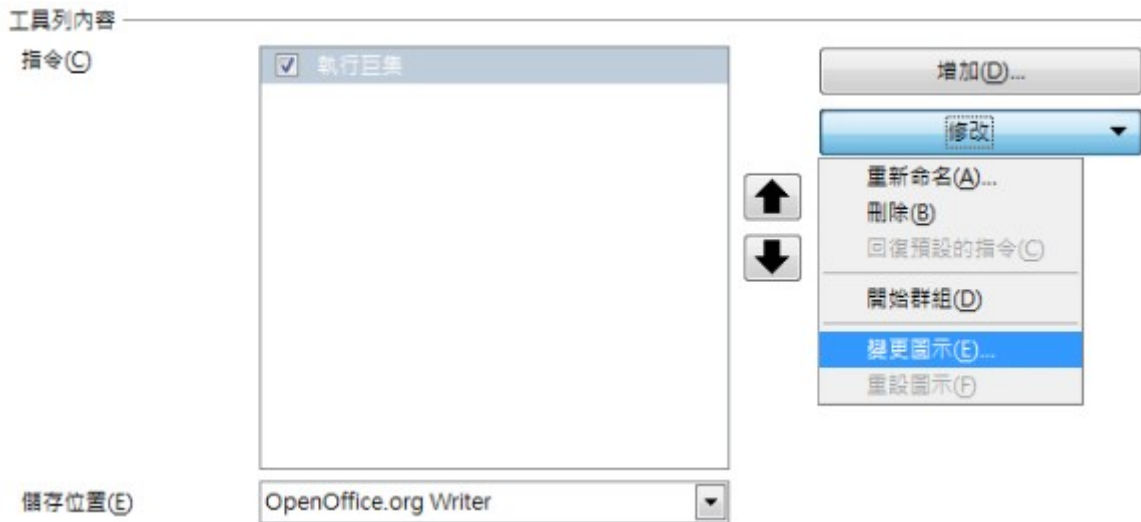 工具列內容
指令(C)
執行巨集
增加(D)...
修改
重新命名(A)...
刪除(B)
回復預設的指令(C)
開始群組(D)
變更圖示(E)...
重設圖示(F)
儲存位置(E)
OpenOffice.org Writer